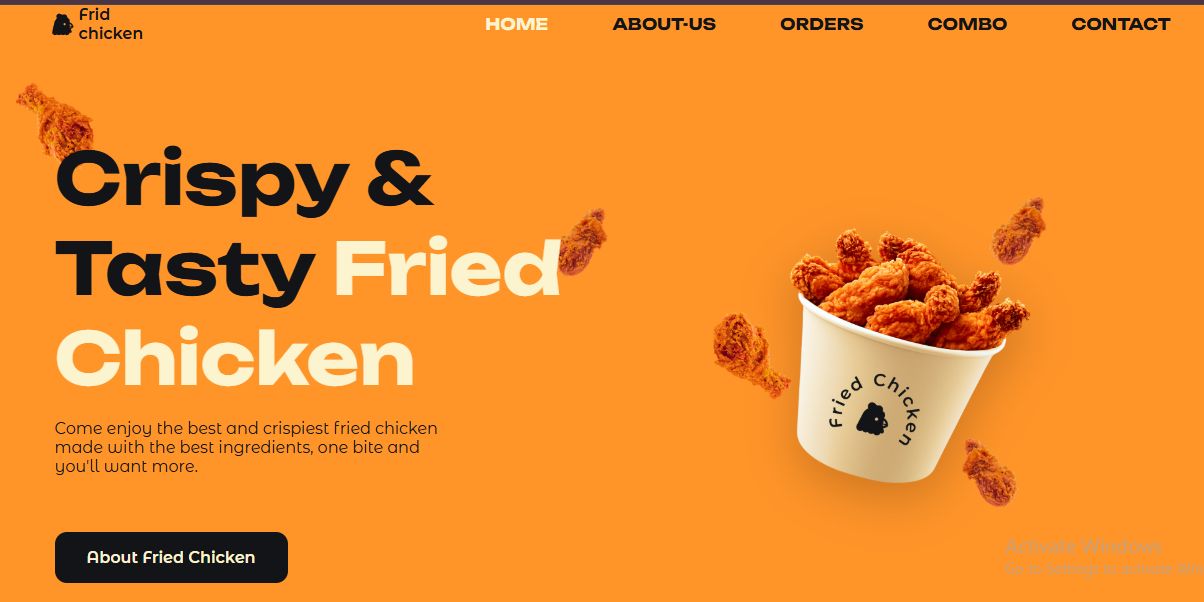 Frid
chicken
HOME
ABOUT-US
ORDERS
COMBO
CONTACT
Crispy &
Tasty Fried
Chicken
Come enjoy the best and crispiest fried chicken
made with the best ingredients, one bite and
you'll want more.
About Fried Chicken
Fried Chicken
Activate Windows
Go to Settings to activate